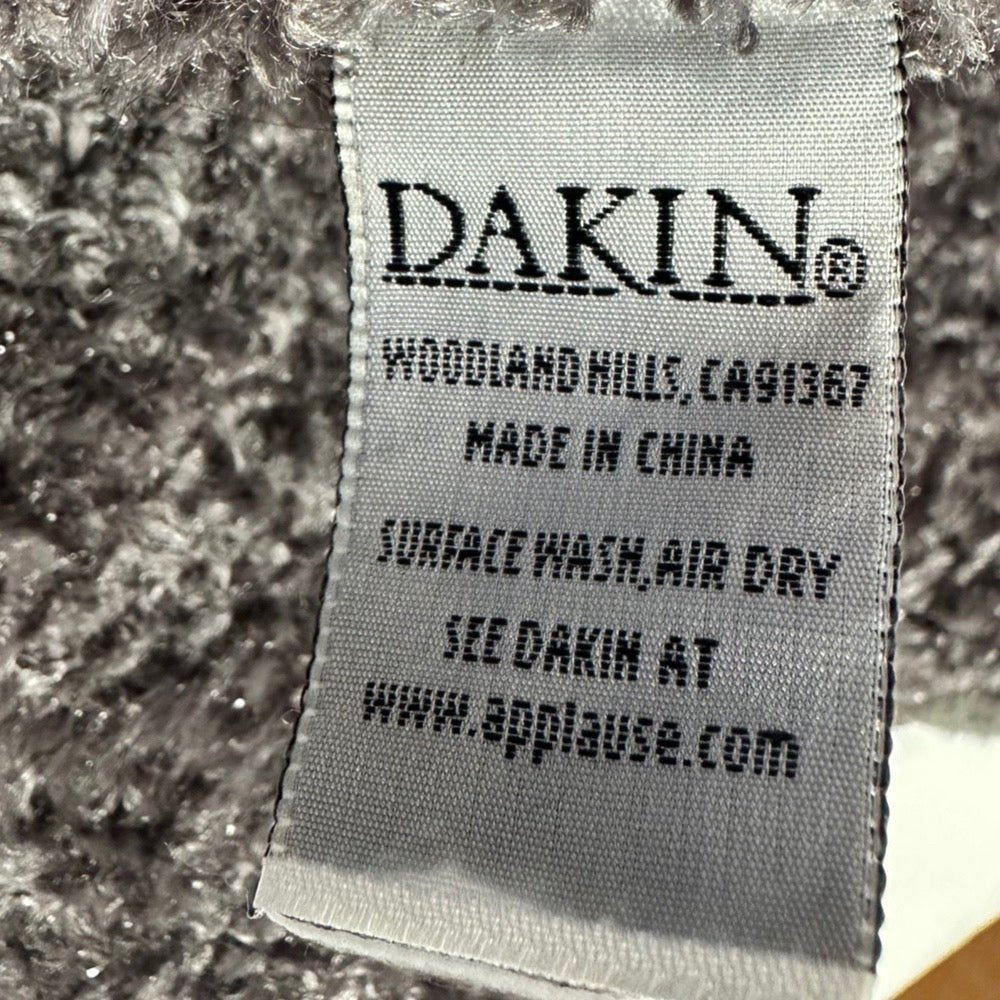 DAKIN®
WOODLAND HILLS, CA91367
MADE IN CHINA
SURFACE WASH, AIR DRY
SEE DAKIN AT
www.applause.com